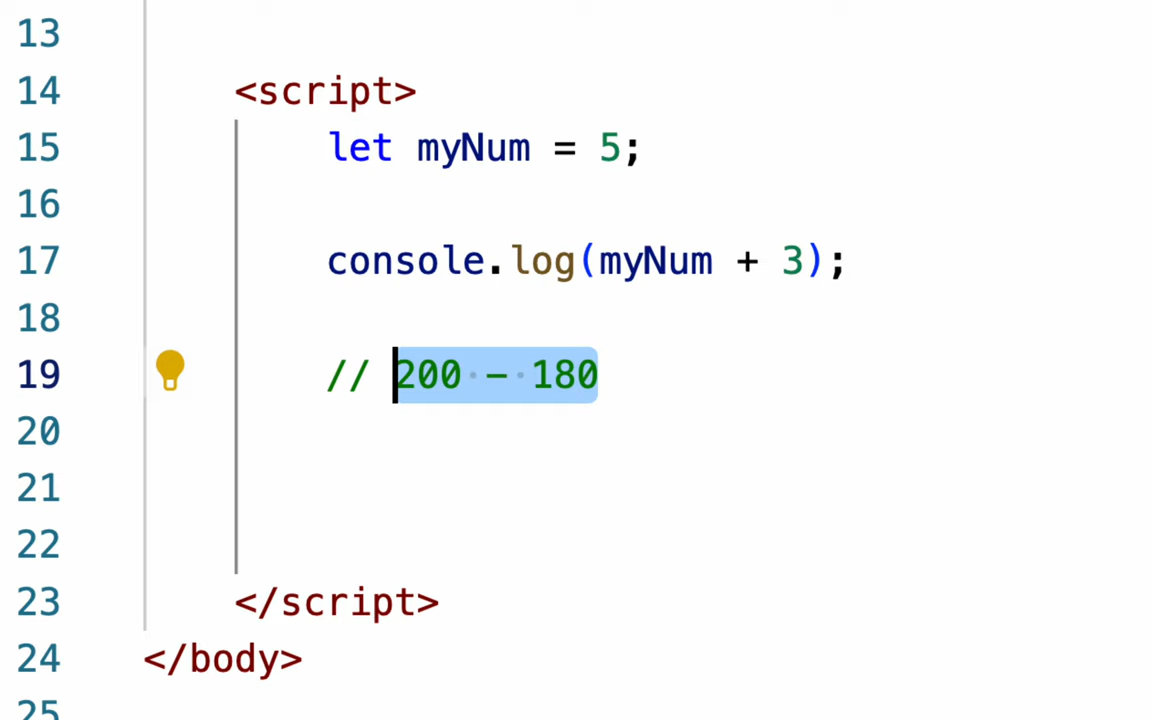 13
14 <script>
15 let myNum = 5;
16
17 console.log(myNum + 3);
18
19 // 200 - 180
20
21
22
23 </script>
24 </body>
25